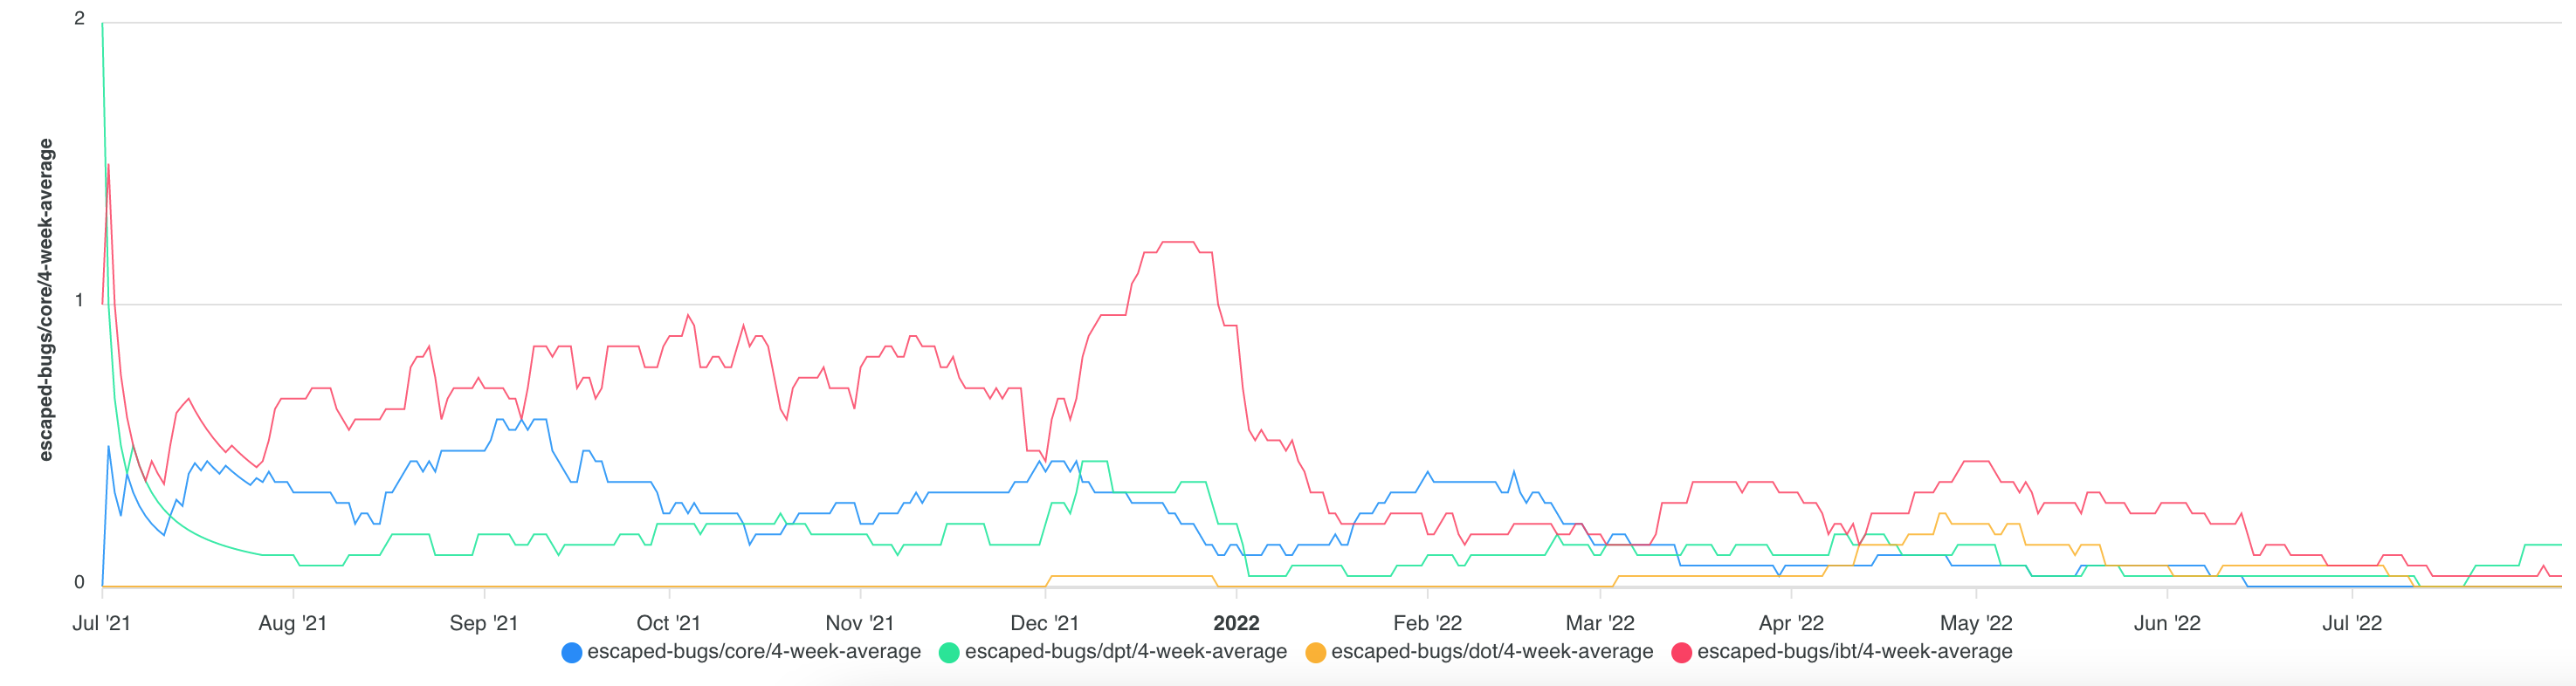 escaped-bugs/core/4-week-average
2
1
0
Jul '21 Aug '21 Sep '21 Oct '21 Nov '21 Dec '21 2022 Feb '22 Mar '22 Apr '22 May '22 Jun '22 Jul '22
escaped-bugs/core/4-week-average escaped-bugs/dpt/4-week-average escaped-bugs/dot/4-week-average escaped-bugs/ibt/4-week-average